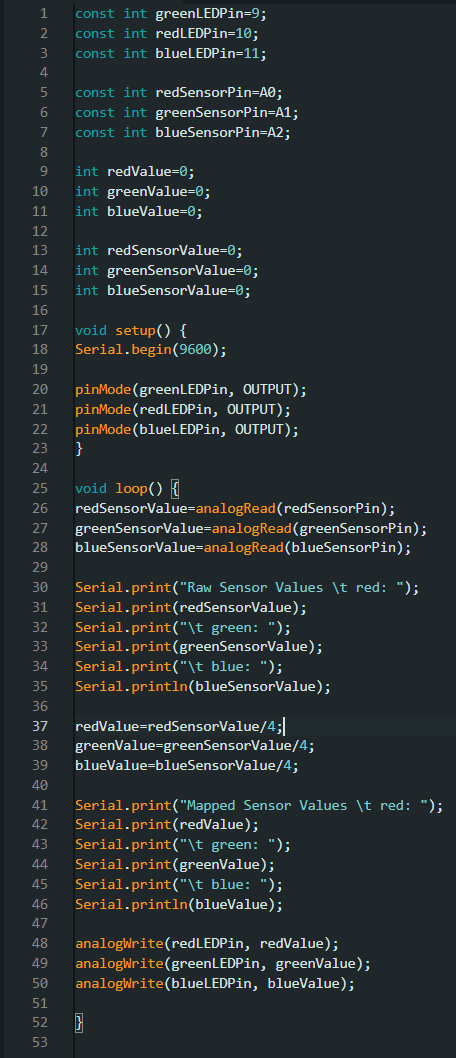 1 const int greenLEDPin=9;
2 const int redLEDPin=10;
3 const int blueLEDPin=11;
4
5 const int redSensorPin=A0;
6 const int greenSensorPin=A1;
7 const int blueSensorPin=A2;
8
9 int redValue=0;
10 int greenValue=0;
11 int blueValue=0;
12
13 int redSensorValue=0;
14 int greenSensorValue=0;
15 int blueSensorValue=0;
16
17 void setup() {
18 Serial.begin(9600);
19
20 pinMode(greenLEDPin, OUTPUT);
21 pinMode(redLEDPin, OUTPUT);
22 pinMode(blueLEDPin, OUTPUT);
23 }
24
25 void loop() {
26 redSensorValue=analogRead(redSensorPin);
27 greenSensorValue=analogRead(greenSensorPin);
28 blueSensorValue=analogRead(blueSensorPin);
29
30 Serial.print("Raw Sensor Values \t red: ");
31 Serial.print(redSensorValue);
32 Serial.print("\t green: ");
33 Serial.print(greenSensorValue);
34 Serial.print("\t blue: ");
35 Serial.println(blueSensorValue);
36
37 redValue=redSensorValue/4;
38 greenValue=greenSensorValue/4;
39 blueValue=blueSensorValue/4;
40
41 Serial.print("Mapped Sensor Values \t red: ");
42 Serial.print(redValue);
43 Serial.print("\t green: ");
44 Serial.print(greenValue);
45 Serial.print("\t blue: ");
46 Serial.println(blueValue);
47
48 analogWrite(redLEDPin, redValue);
49 analogWrite(greenLEDPin, greenValue);
50 analogWrite(blueLEDPin, blueValue);
51
52 }
53